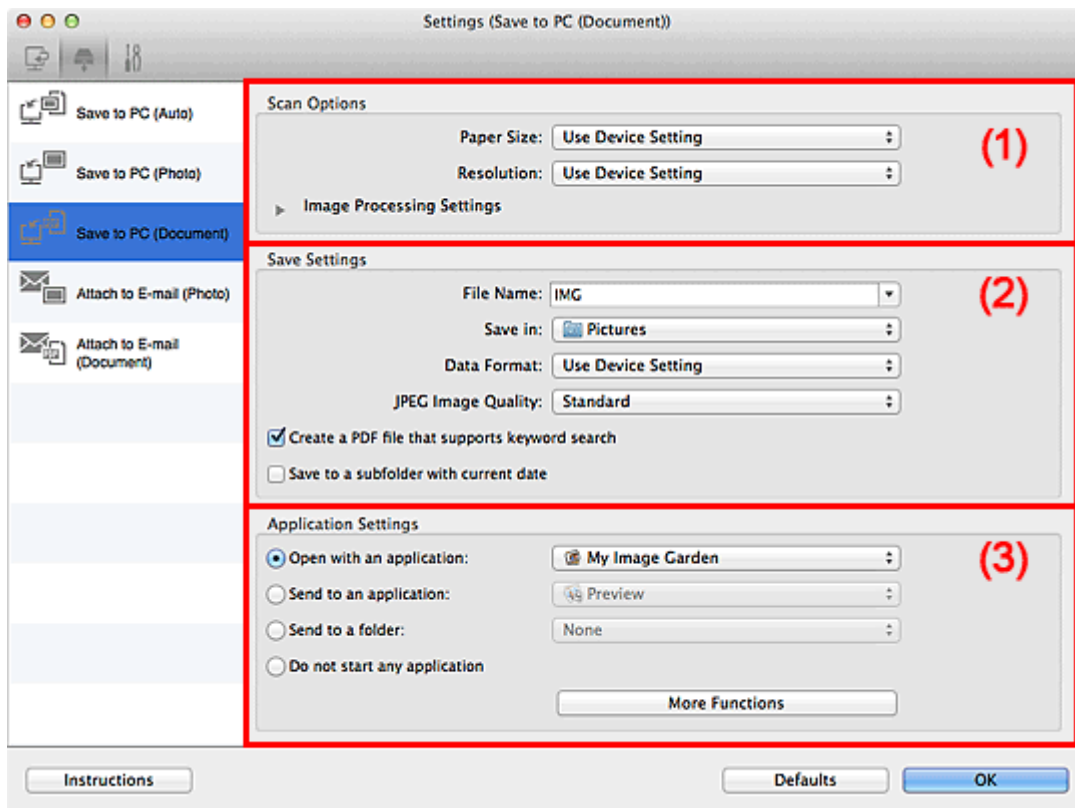 Settings (Save to PC (Document))
Save to PC (Auto)
Save to PC (Photo)
Save to PC (Document)
Attach to E-mail (Photo)
Attach to E-mail
(Document)
Scan Options
(1)
Paper Size: Use Device Setting
Resolution: Use Device Setting
Image Processing Settings
Save Settings
(2)
File Name: IMG
Save in: Pictures
Data Format: Use Device Setting
JPEG Image Quality: Standard
Create a PDF file that supports keyword search
Save to a subfolder with current date
Application Settings
(3)
Open with an application: My Image Garden
Send to an application: Preview
Send to a folder: None
Do not start any application
More Functions
Instructions Defaults OK